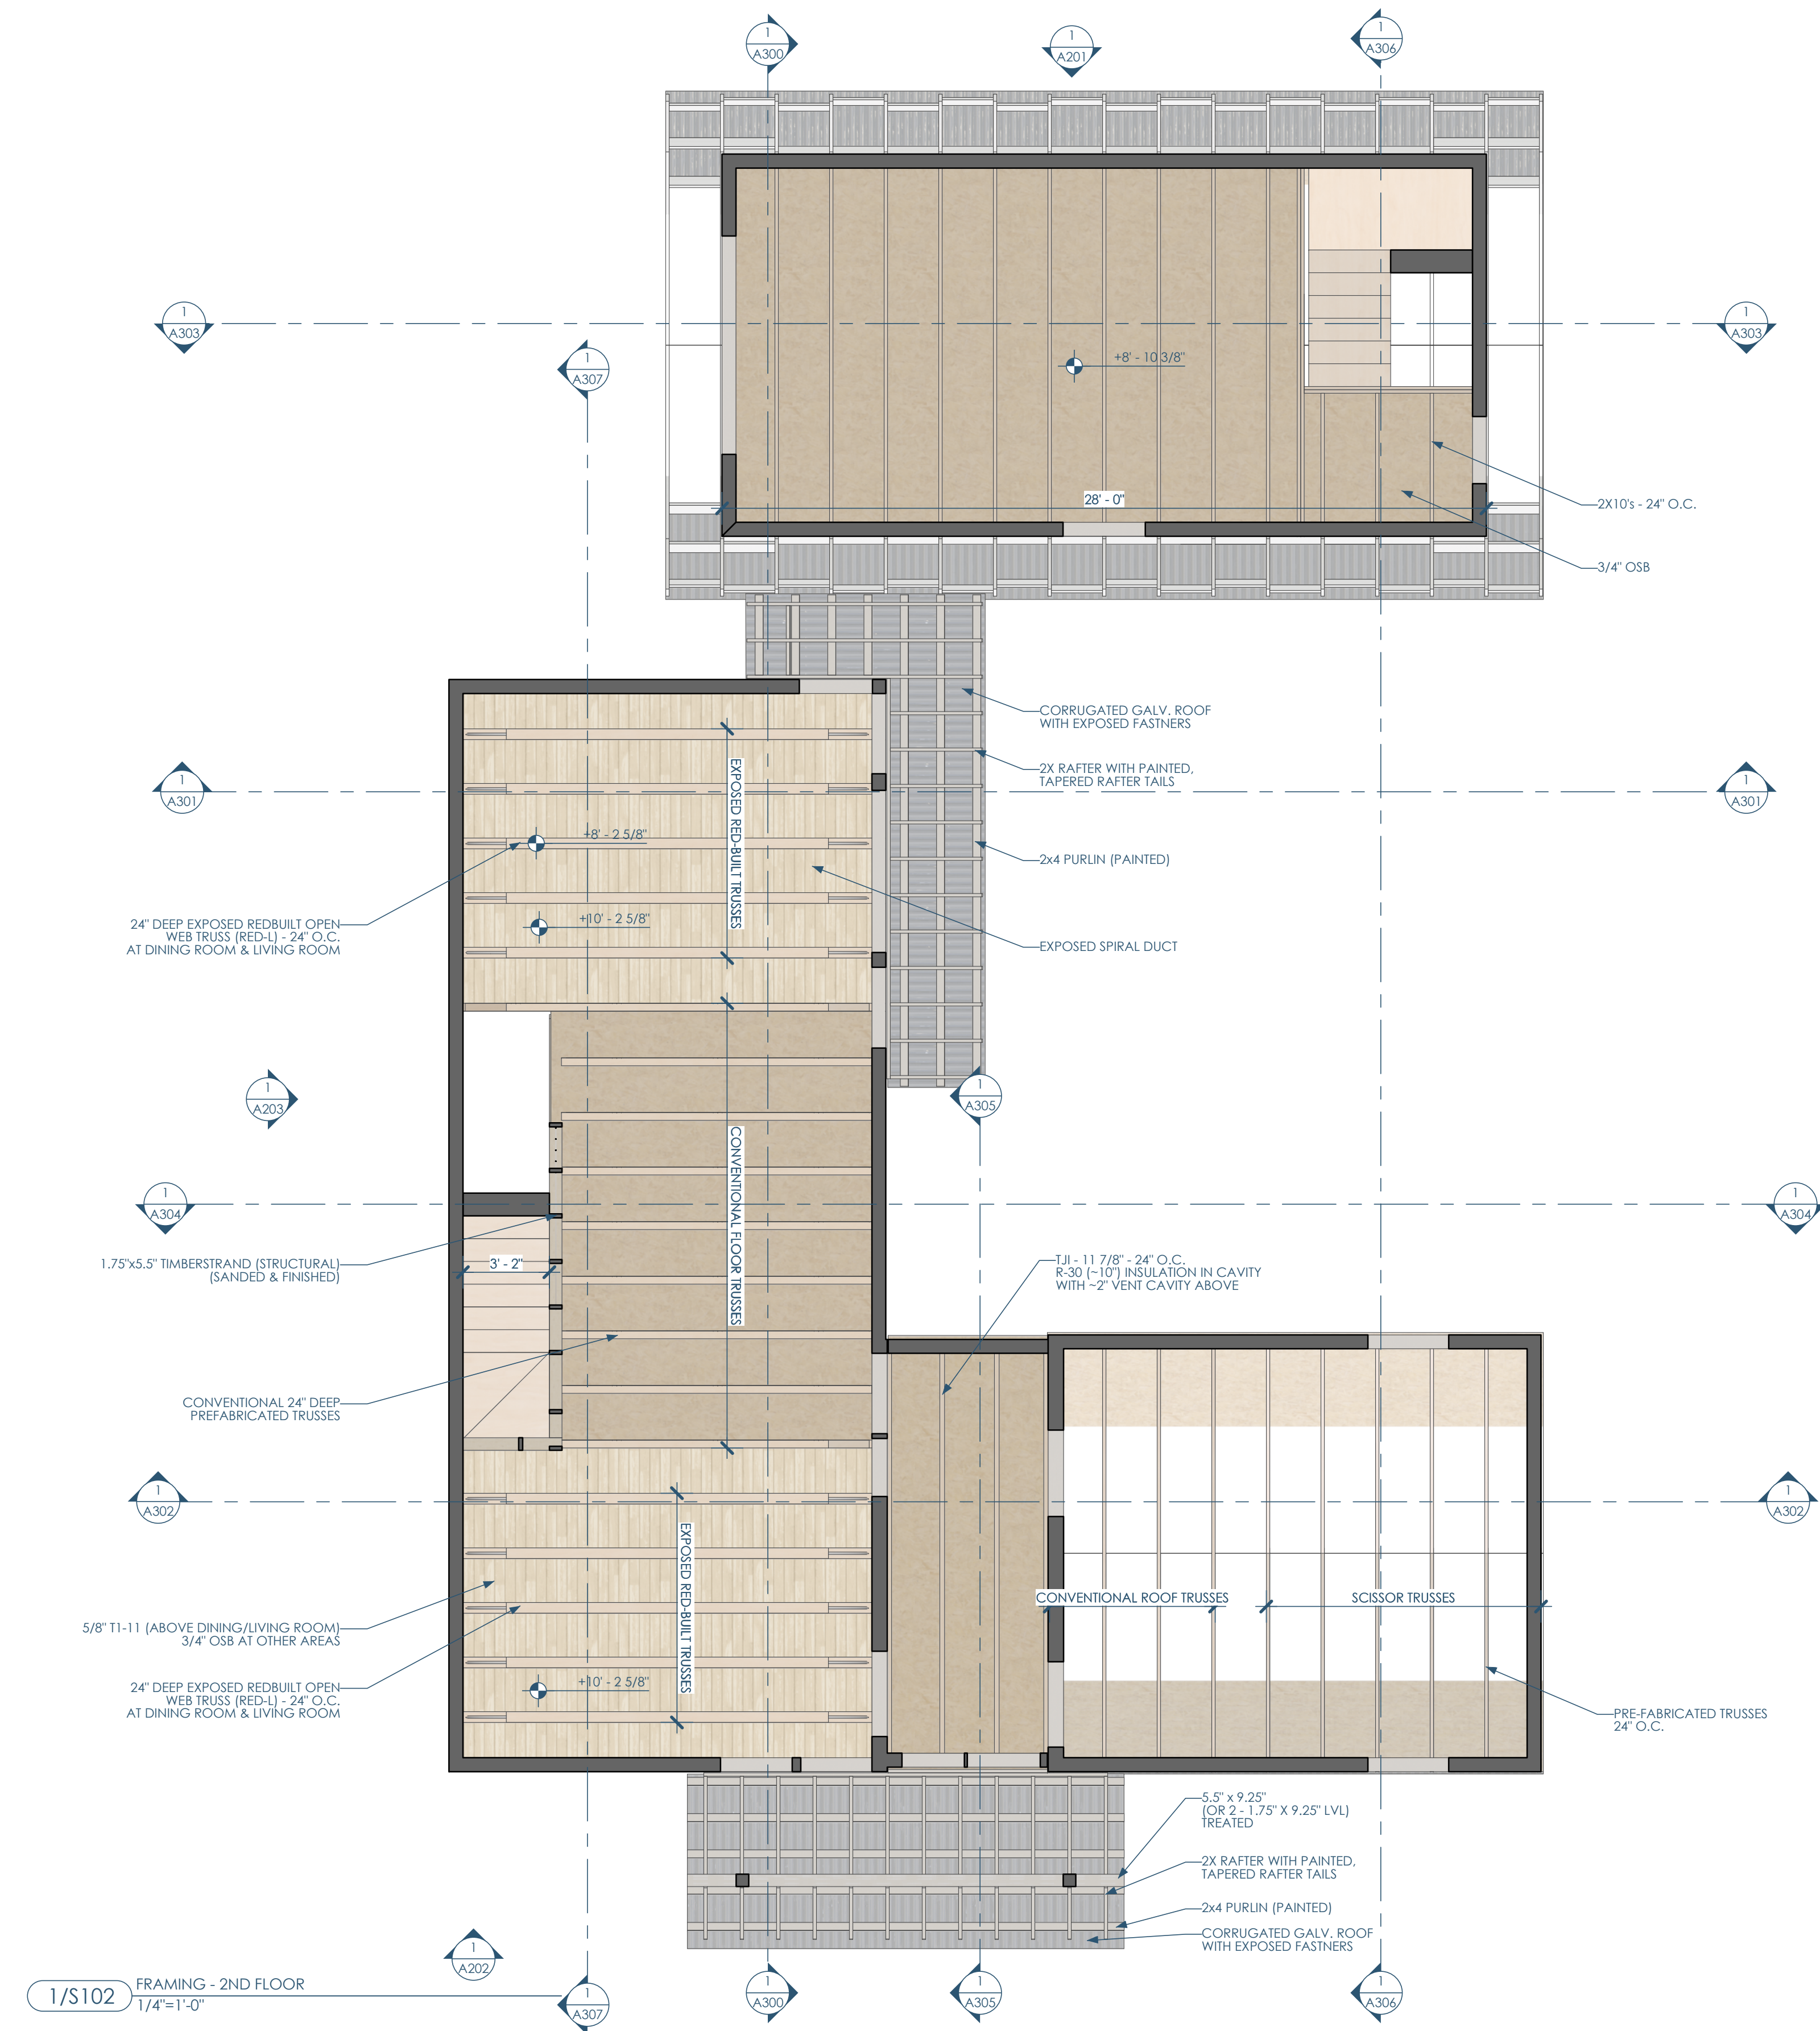 1
A300
1
A201
1
A306
1
A303
1
A303
1
A307
+8' - 10 3/8"
28' - 0"
2X10's - 24" O.C.
3/4" OSB
CORRUGATED GALV. ROOF
WITH EXPOSED FASTNERS
2X RAFTER WITH PAINTED,
TAPERED RAFTER TAILS
1
A301
1
A301
EXPOSED RED-BUILT TRUSSES
+8' - 2 5/8"
2x4 PURLIN (PAINTED)
24" DEEP EXPOSED REDBUILT OPEN
WEB TRUSS (RED-L) - 24" O.C.
AT DINING ROOM & LIVING ROOM
+10' - 2 5/8"
EXPOSED SPIRAL DUCT
1
A203
1
A305
CONVENTIONAL FLOOR TRUSSES
1
A304
1
A304
1.75"x5.5" TIMBERSTRAND (STRUCTURAL)
(SANDED & FINISHED)
3' - 2"
TJI - 11 7/8" - 24" O.C.
R-30 (~10") INSULATION IN CAVITY
WITH ~2" VENT CAVITY ABOVE
CONVENTIONAL 24" DEEP
PREFABRICATED TRUSSES
1
A302
1
A302
EXPOSED RED-BUILT TRUSSES
CONVENTIONAL ROOF TRUSSES
SCISSOR TRUSSES
5/8" T1-11 (ABOVE DINING/LIVING ROOM)
3/4" OSB AT OTHER AREAS
24" DEEP EXPOSED REDBUILT OPEN
WEB TRUSS (RED-L) - 24" O.C.
AT DINING ROOM & LIVING ROOM
+10' - 2 5/8"
PRE-FABRICATED TRUSSES
24" O.C.
5.5" x 9.25"
(OR 2 - 1.75" X 9.25" LVL)
TREATED
2X RAFTER WITH PAINTED,
TAPERED RAFTER TAILS
2x4 PURLIN (PAINTED)
CORRUGATED GALV. ROOF
WITH EXPOSED FASTNERS
1
A202
1/S102
FRAMING - 2ND FLOOR
1/4"=1'-0"
1
A307
1
A300
1
A305
1
A306